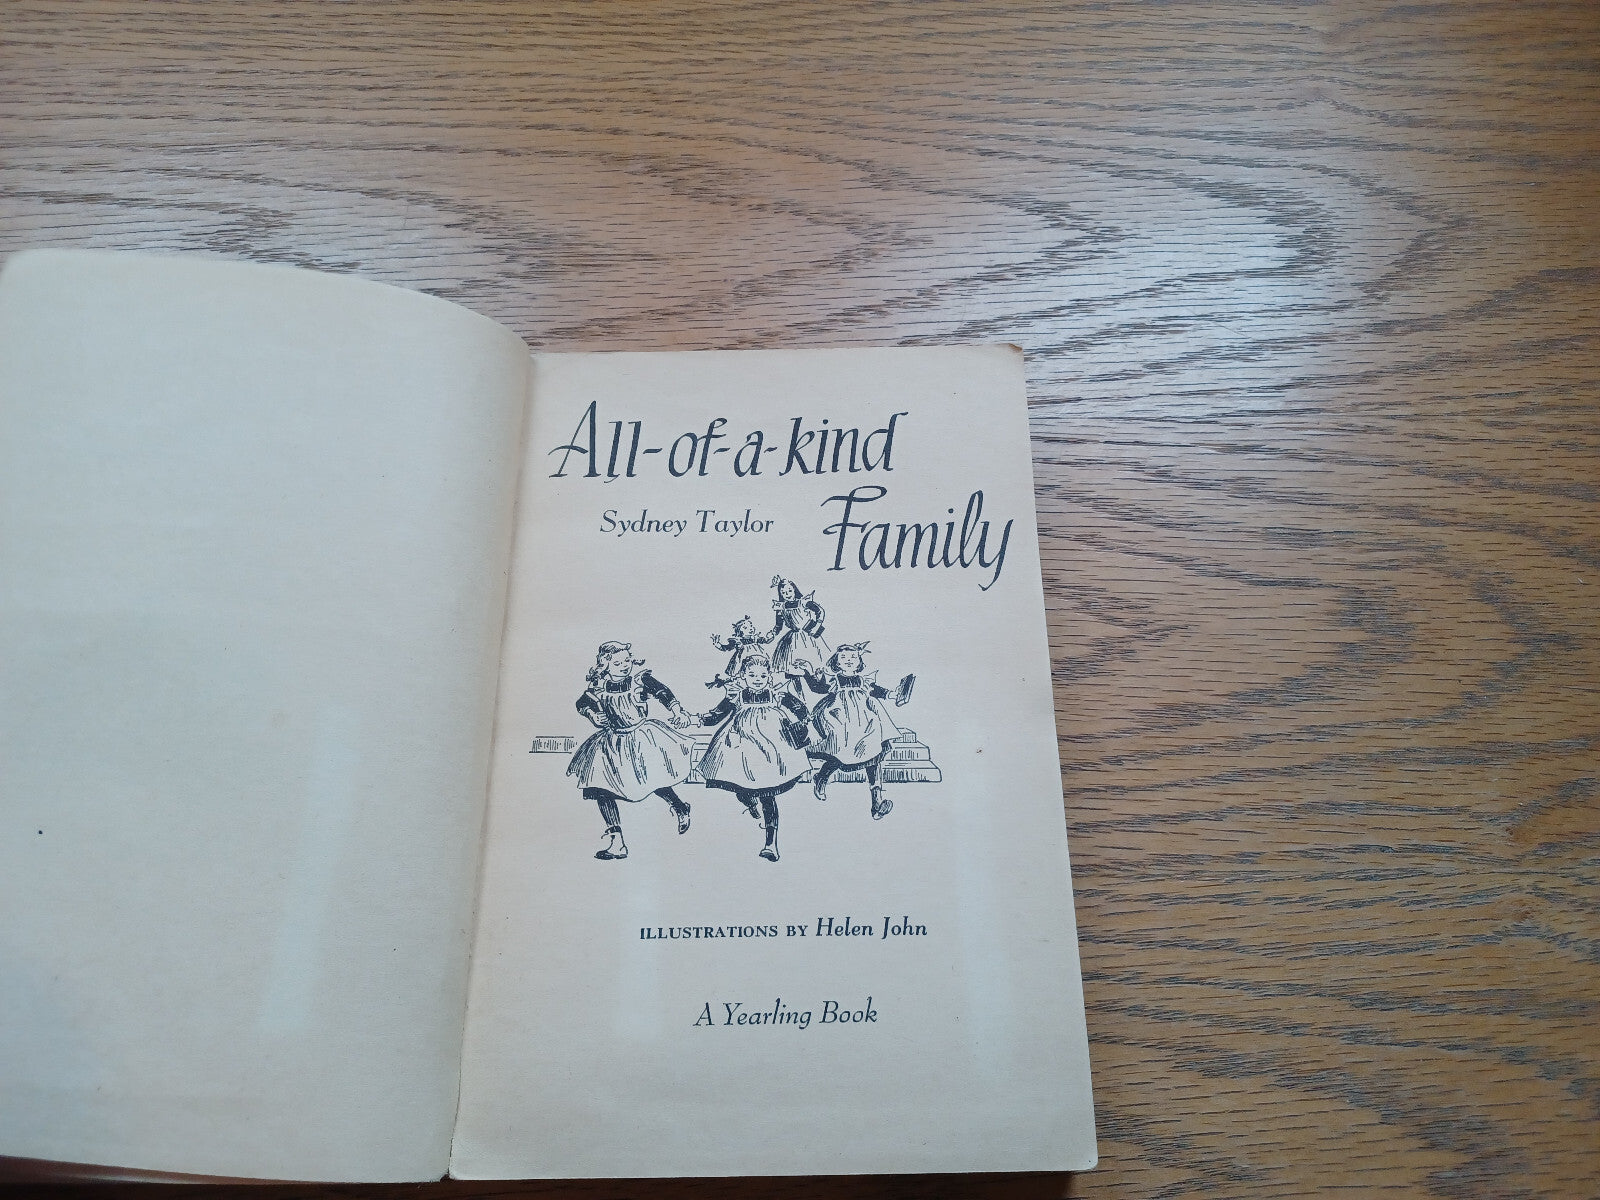 All-of-a-kind
Sydney Taylor
Family
ILLUSTRATIONS BY Helen John
A Yearling Book